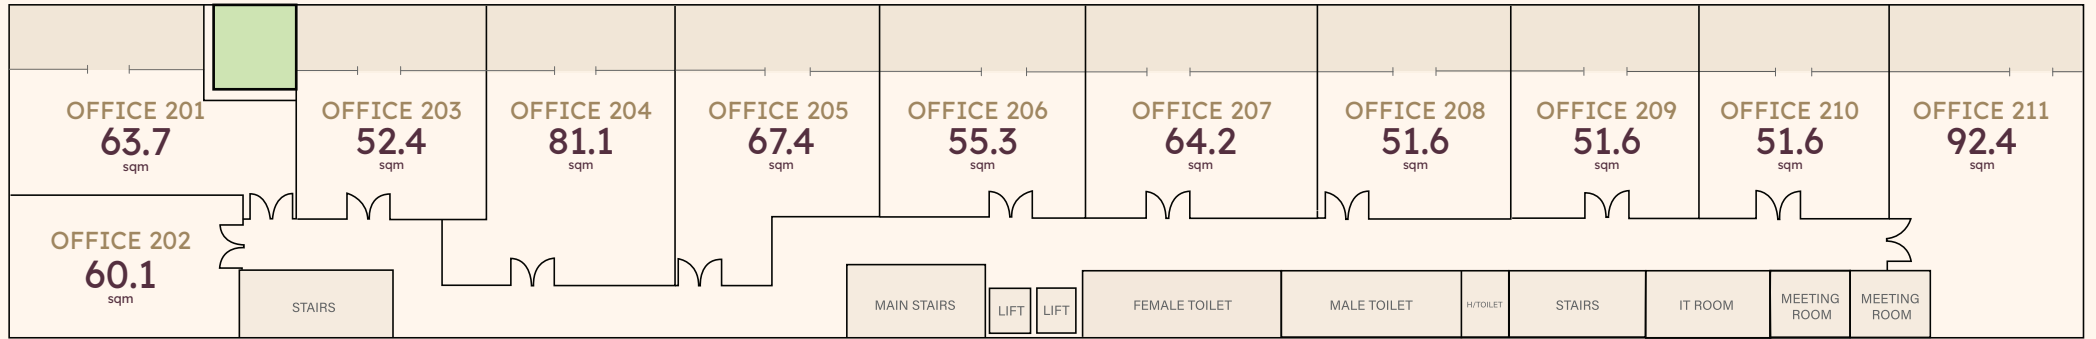 OFFICE 201
63.7
sqm
OFFICE 203
52.4
sqm
OFFICE 204
81.1
sqm
OFFICE 205
67.4
sqm
OFFICE 206
55.3
sqm
OFFICE 207
64.2
sqm
OFFICE 208
51.6
sqm
OFFICE 209
51.6
sqm
OFFICE 210
51.6
sqm
OFFICE 211
92.4
sqm
OFFICE 202
60.1
sqm
STAIRS
MAIN STAIRS
LIFT
LIFT
FEMALE TOILET
MALE TOILET
H/TOILET
STAIRS
IT ROOM
MEETING
ROOM
MEETING
ROOM